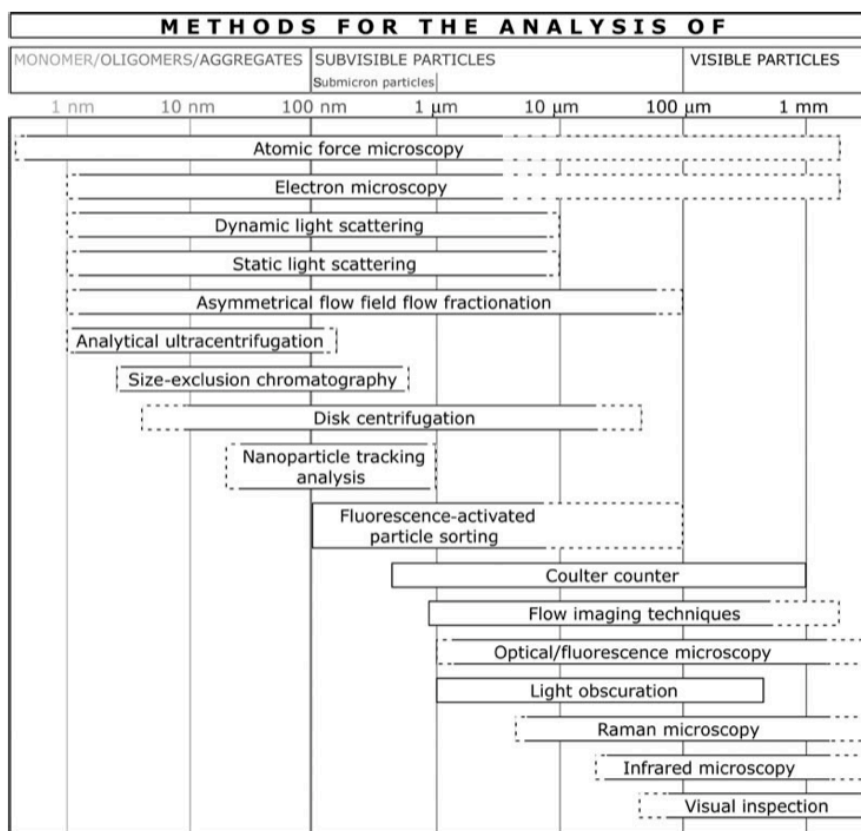 METHODS FOR THE ANALYSIS OF
MONOMER/OLIGOMERS/AGGREGATES SUBVISIBLE PARTICLES VISIBLE PARTICLES
Submicron particles
1 nm 10 nm 100 nm 1 µm 10 µm 100 µm 1 mm
Atomic force microscopy
Electron microscopy
Dynamic light scattering
Static light scattering
Asymmetrical flow field flow fractionation
Analytical ultracentrifugation
Size-exclusion chromatography
Disk centrifugation
Nanoparticle tracking
analysis
Fluorescence-activated
particle sorting
Coulter counter
Flow imaging techniques
Optical/fluorescence microscopy
Light obscuration
Raman microscopy
Infrared microscopy
Visual inspection